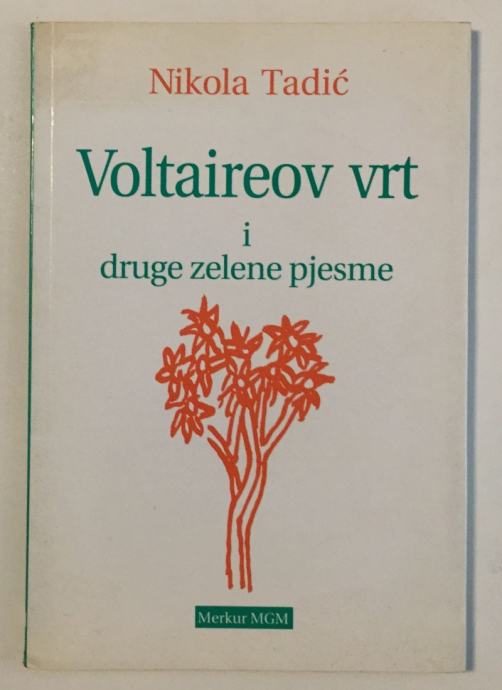 Nikola Tadić
Voltaireov vrt
i
druge zelene pjesme
Merkur MGM